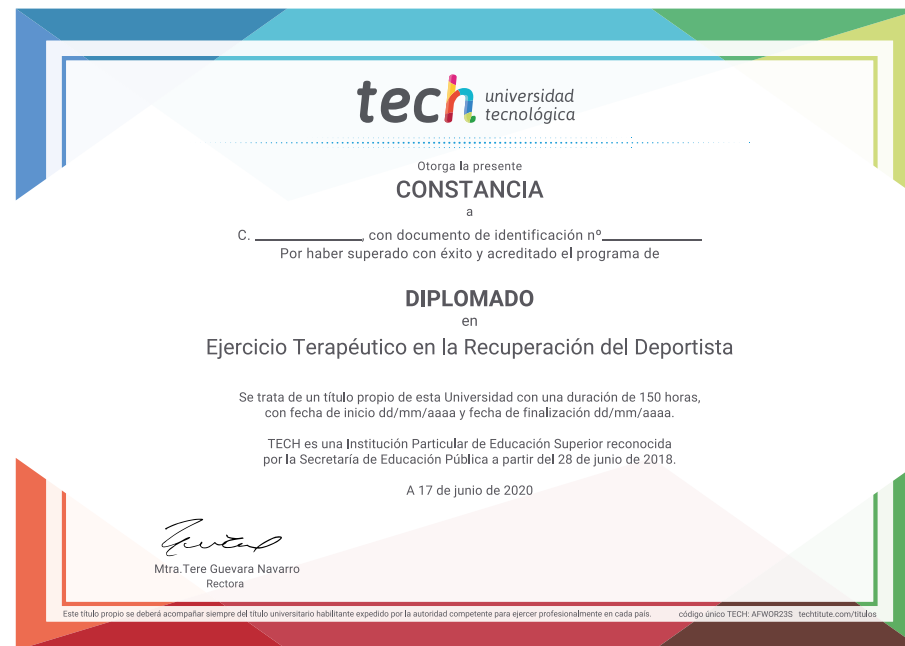 tech universidad
tecnológica
Otorga la presente
CONSTANCIA
a
C. ______________, con documento de identificación nº______________
Por haber superado con éxito y acreditado el programa de
DIPLOMADO
en
Ejercicio Terapéutico en la Recuperación del Deportista
Se trata de un título propio de esta Universidad con una duración de 150 horas,
con fecha de inicio dd/mm/aaaa y fecha de finalización dd/mm/aaaa.
TECH es una Institución Particular de Educación Superior reconocida
por la Secretaría de Educación Pública a partir del 28 de junio de 2018.
A 17 de junio de 2020
Mtra.Tere Guevara Navarro
Rectora
Este título propio se deberá acompañar siempre del título universitario habilitante expedido por la autoridad competente para ejercer profesionalmente en cada país. código único TECH: AFWOR23S techtitute.com/titulos